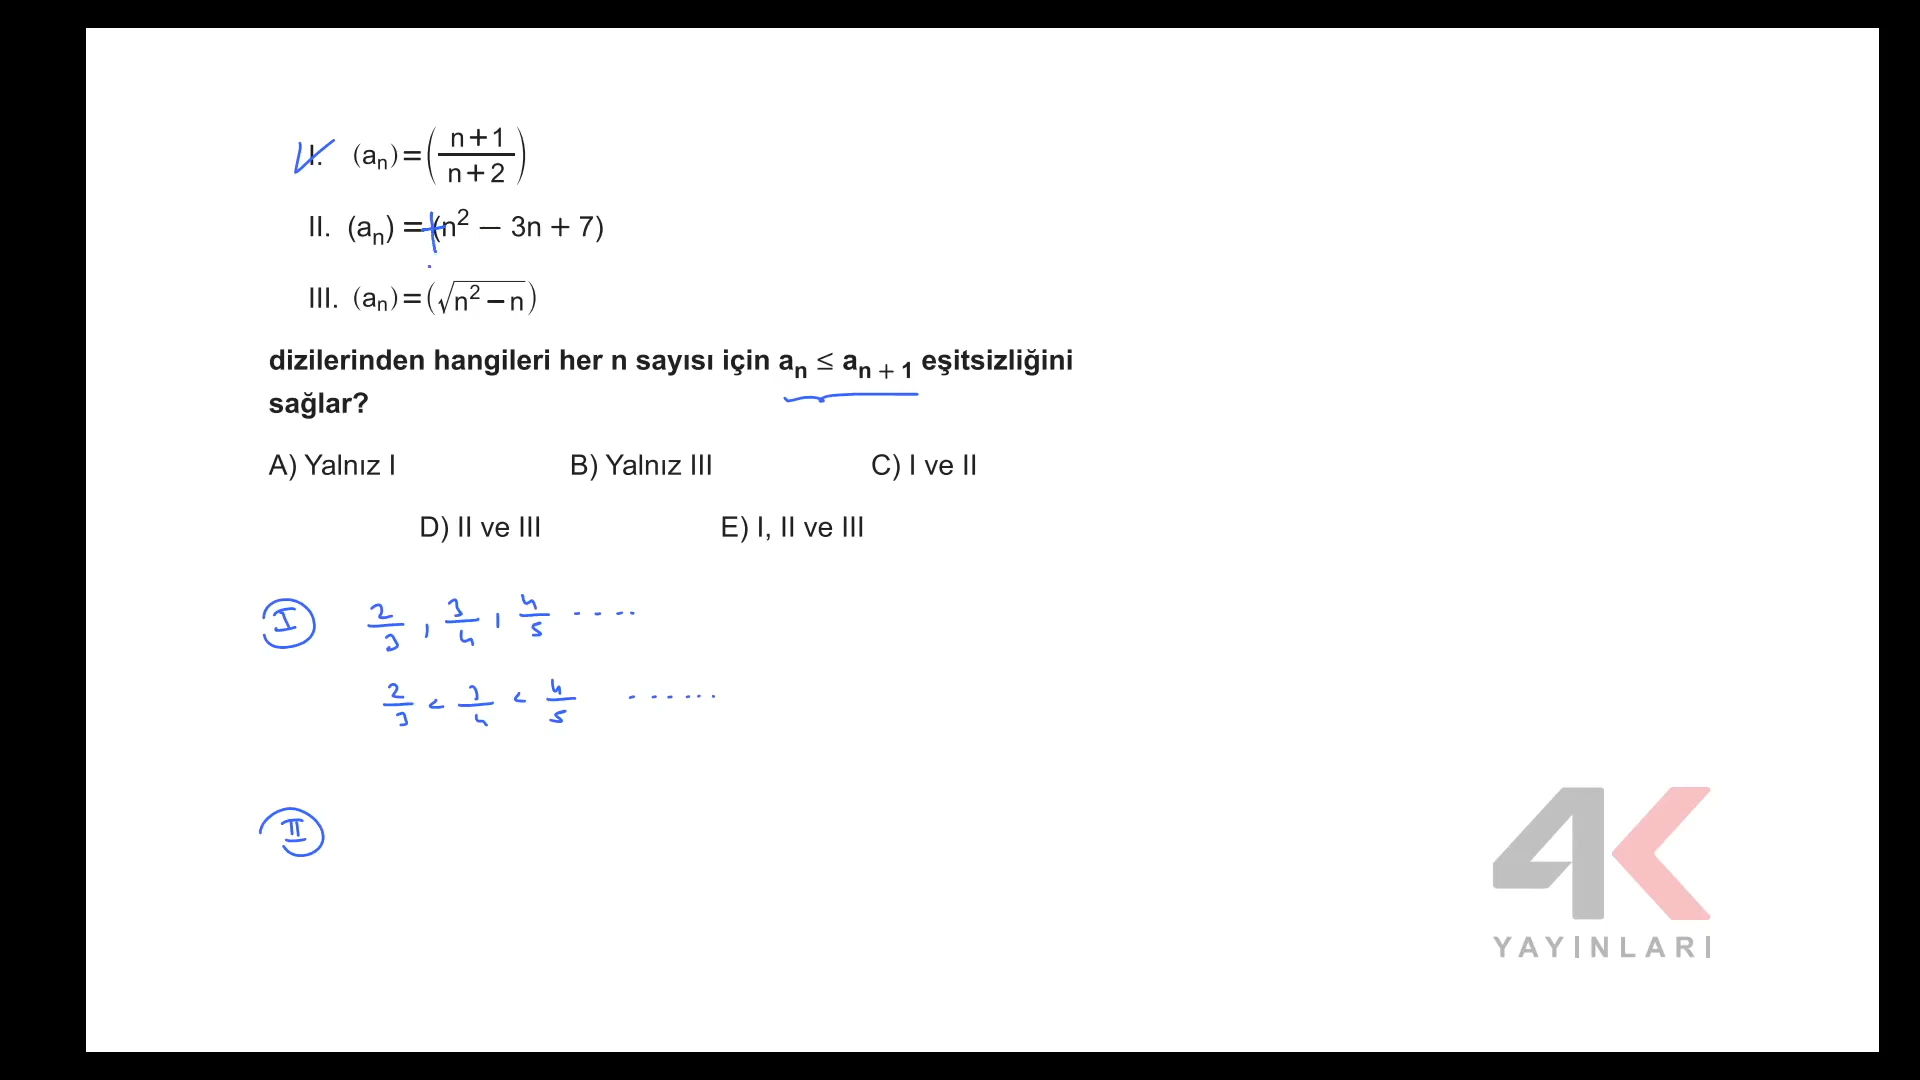 I. (aₙ) = ((n+1)/(n+2))
II. (aₙ) = (n² − 3n + 7)
III. (aₙ) = (√(n² − n))
dizilerinden hangileri her n sayısı için aₙ ≤ aₙ₊₁ eşitsizliğini
sağlar?
A) Yalnız I B) Yalnız III C) I ve II
D) II ve III E) I, II ve III
I 2/3, 3/4, 4/5 ....
2/3 < 3/4 < 4/5 ......
II
4K
YAYINLARI